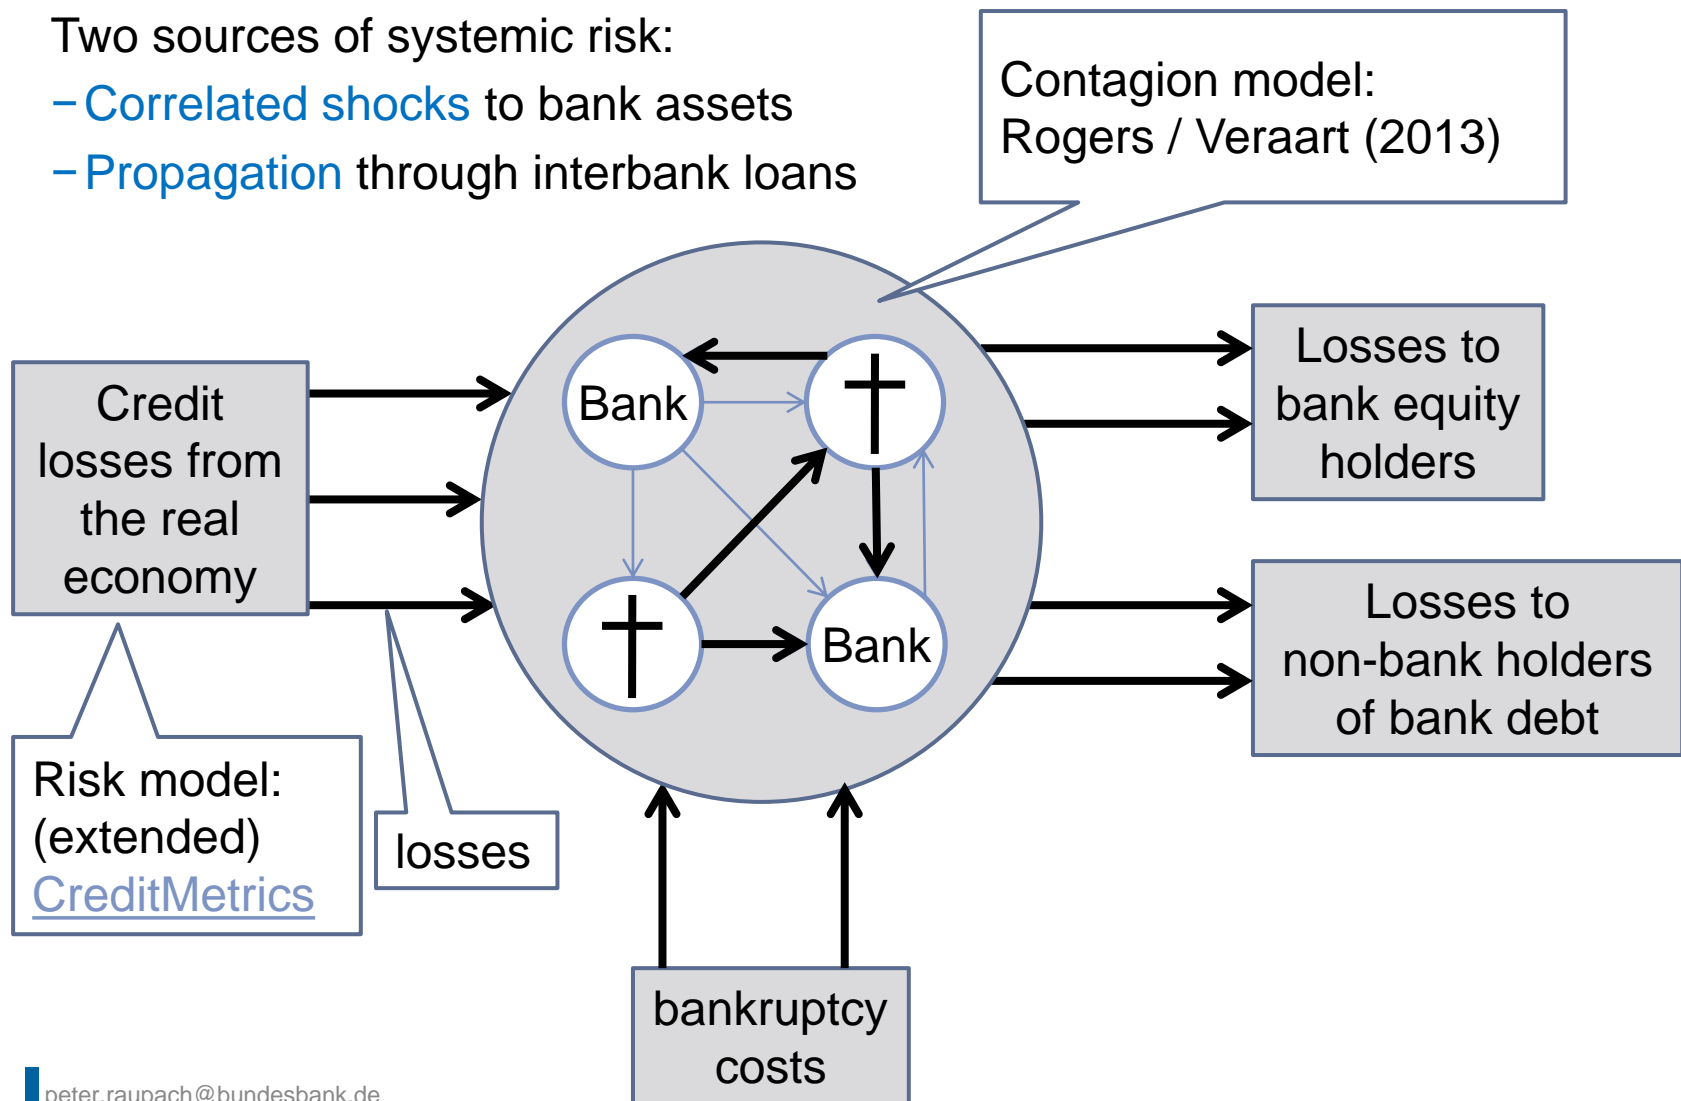 Two sources of systemic risk:
−Correlated shocks to bank assets
−Propagation through interbank loans
Contagion model:
Rogers / Veraart (2013)
Credit
losses from
the real
economy
Bank
Bank
Losses to
bank equity
holders
Losses to
non-bank holders
of bank debt
Risk model:
(extended)
CreditMetrics
losses
bankruptcy
costs
peter.raupach@bundesbank.de